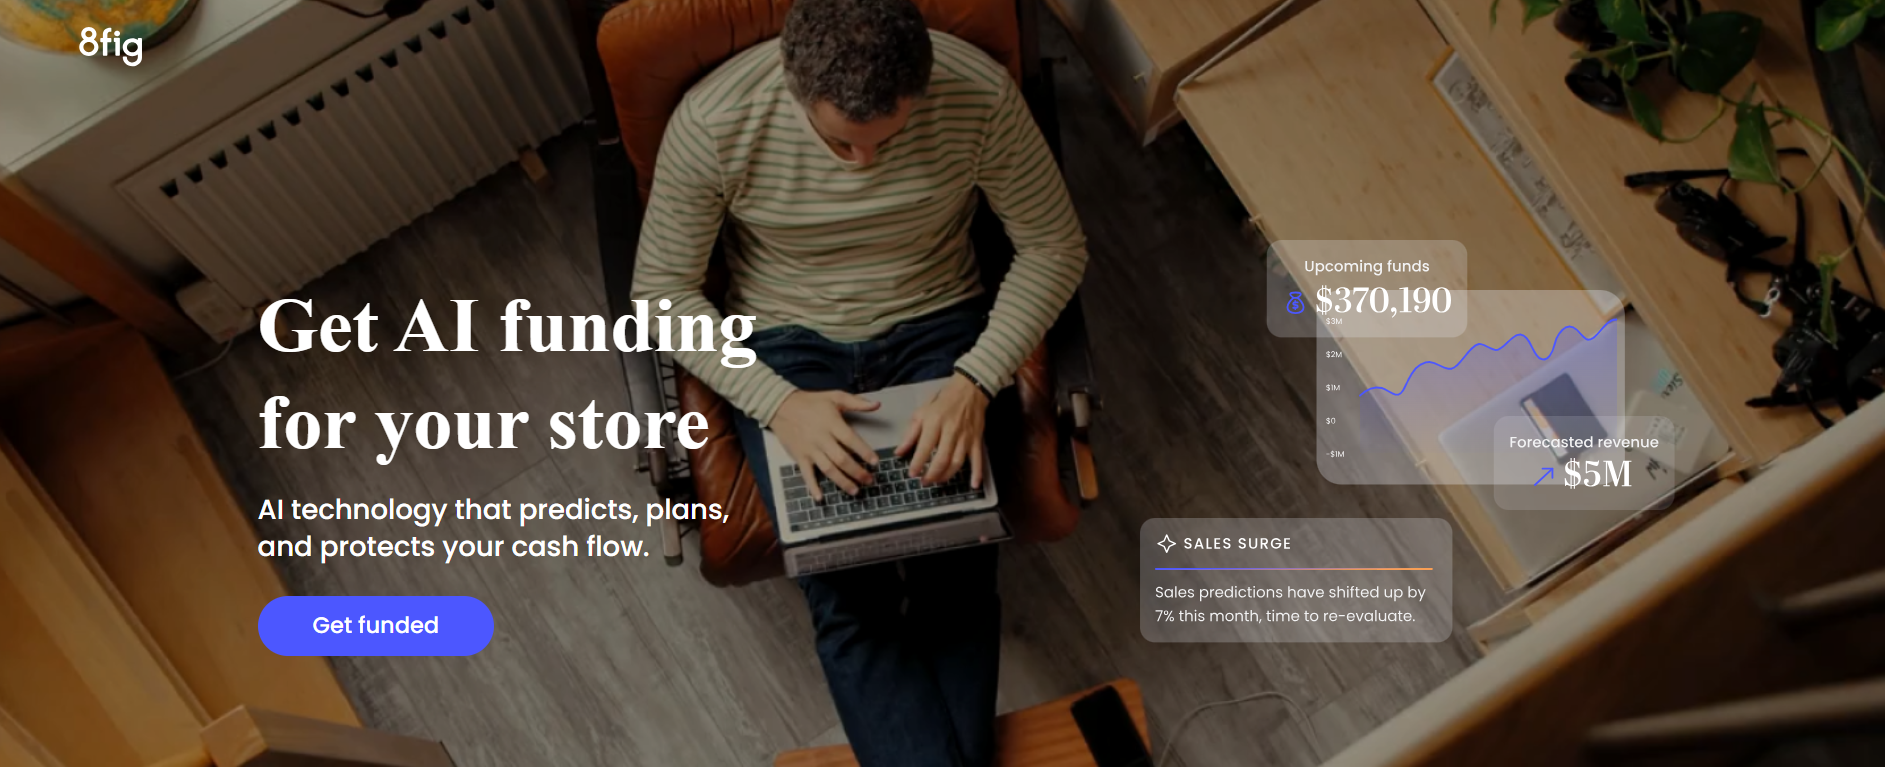 8fig
Get AI funding
for your store
AI technology that predicts, plans,
and protects your cash flow.
Get funded
Upcoming funds
$370,190
$3M
$2M
$1M
$0
-$1M
Forecasted revenue
$5M
SALES SURGE
Sales predictions have shifted up by
7% this month, time to re-evaluate.